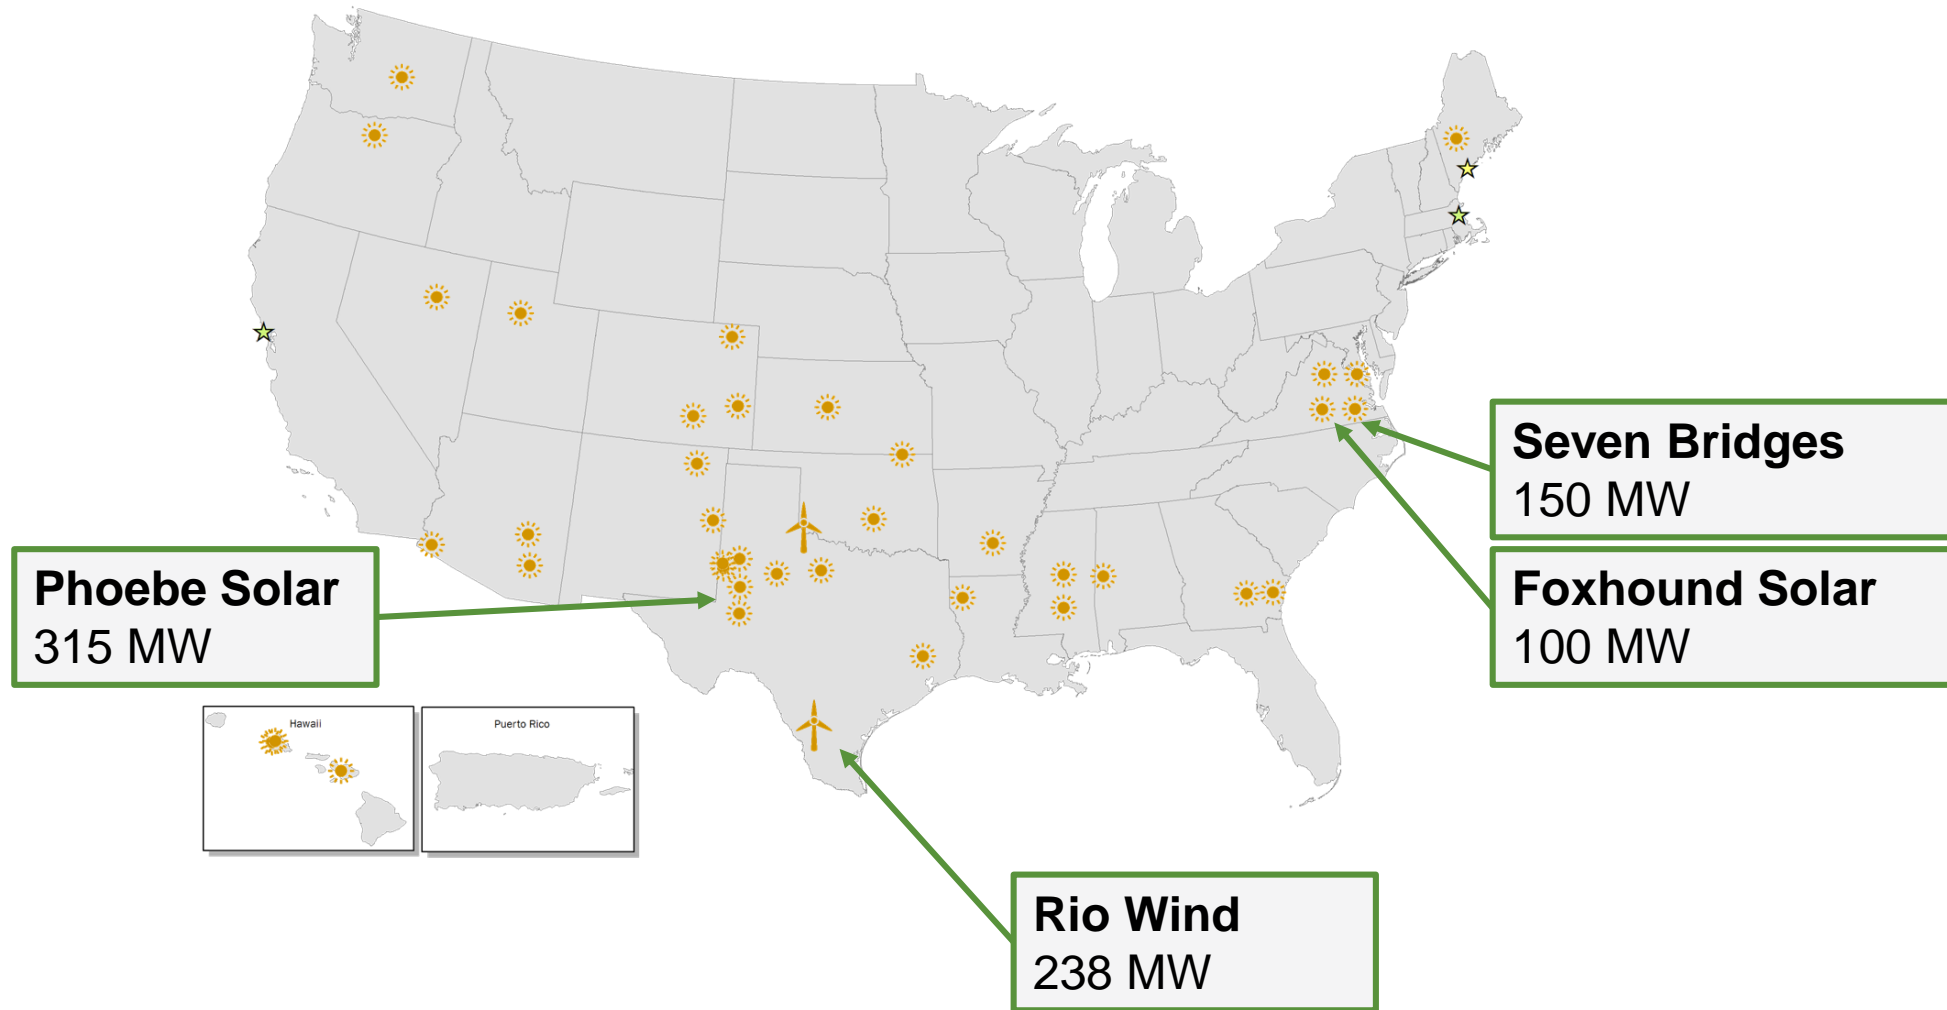 Seven Bridges
150 MW
Foxhound Solar
100 MW
Phoebe Solar
315 MW
Hawaii
Puerto Rico
Rio Wind
238 MW